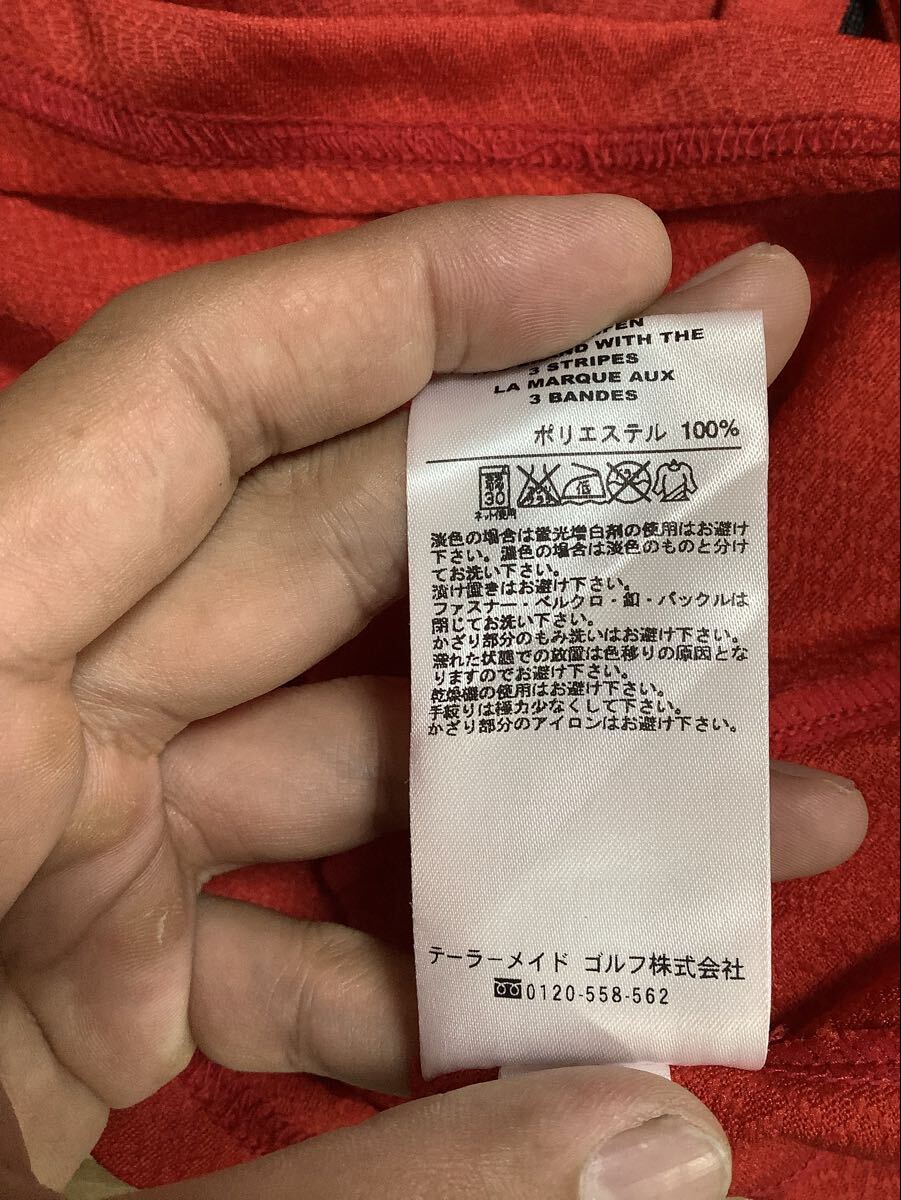 WITH THE
3 STRIPES
LA MARQUE AUX
3 BANDES
ポリエステル 100%
30
ネット使用
低
淡色の場合は蛍光増白剤の使用はお避け
下さい。濃色の場合は淡色のものと分け
てお洗い下さい。
漬け置きはお避け下さい。
ファスナー・ベルクロ・釦・バックルは
閉じてお洗い下さい。
かざり部分のもみ洗いはお避け下さい。
濡れた状態での放置は色移りの原因とな
りますのでお避け下さい。
乾燥機の使用はお避け下さい。
手絞りは極力少なくして下さい。
かざり部分のアイロンはお避け下さい。
テーラーメイド ゴルフ株式会社
0120-558-562